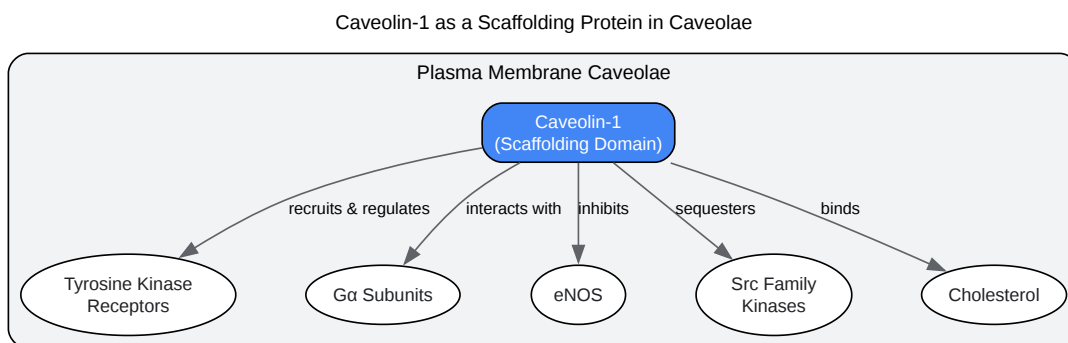 Caveolin-1 as a Scaffolding Protein in Caveolae
Plasma Membrane Caveolae
Caveolin-1
(Scaffolding Domain)
recruits & regulates
interacts with
inhibits
sequesters
binds
Tyrosine Kinase
Receptors
Gα Subunits
eNOS
Src Family
Kinases
Cholesterol